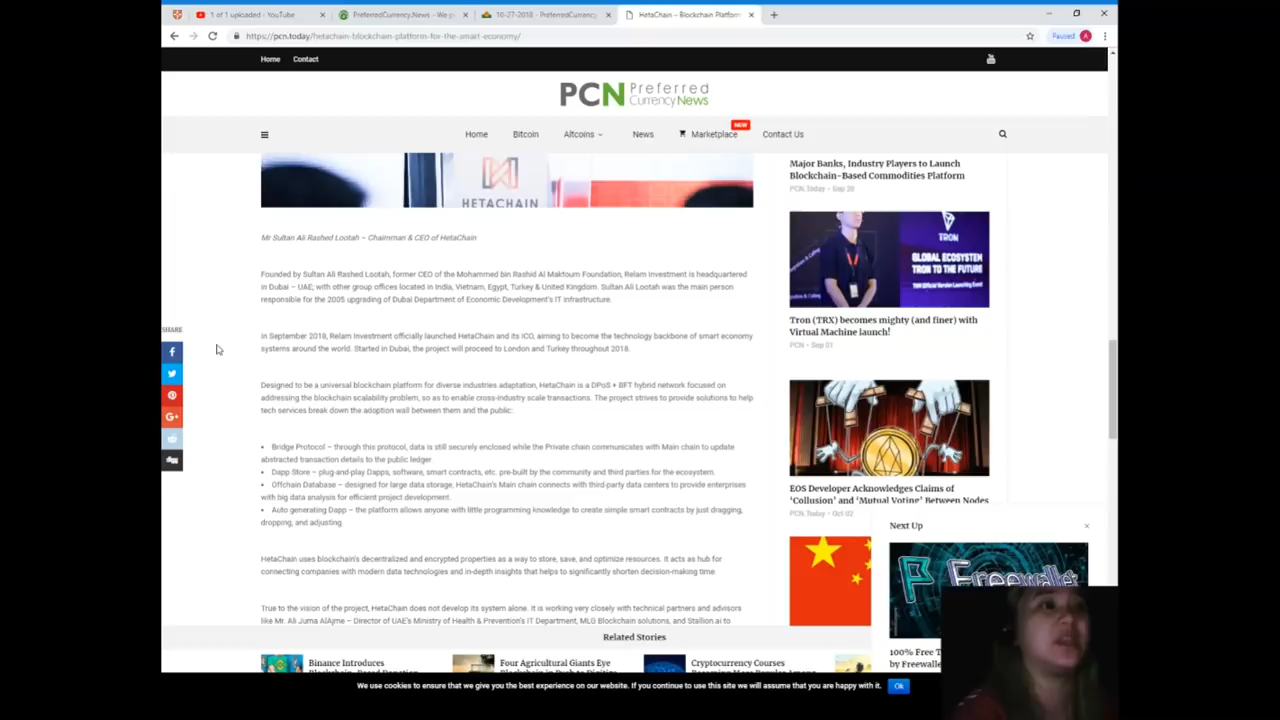 1 of 1 uploaded - YouTube
PreferredCurrency.News – We p
10-27-2018 - PreferredCurrency
HetaChain – Blockchain Platform
https://pcn.today/hetachain-blockchain-platform-for-the-smart-economy/
Paused
A
Home Contact
PCN Preferred
CurrencyNews
NEW
Home Bitcoin Altcoins News Marketplace Contact Us
HETACHAIN
Mr Sultan Ali Rashed Lootah – Chairnman & CEO of HetaChain
Founded by Sultan Ali Rashed Lootah, former CEO of the Mohammed bin Rashid Al Maktoum Foundation, Relam Investment is headquartered
in Dubai – UAE; with other group offices located in India, Vietnam, Egypt, Turkey & United Kingdom. Sultan Ali Lootah was the main person
responsible for the 2005 upgrading of Dubai Department of Economic Development's IT infrastructure.
SHARE
In September 2018, Relam Investment officially launched HetaChain and its ICO, aiming to become the technology backbone of smart economy
systems around the world. Started in Dubai, the project will proceed to London and Turkey throughout 2018.
Designed to be a universal blockchain platform for diverse industries adaptation, HetaChain is a DPoS + BFT hybrid network focused on
addressing the blockchain scalability problem, so as to enable cross-industry scale transactions. The project strives to provide solutions to help
tech services break down the adoption wall between them and the public:
• Bridge Protocol – through this protocol, data is still securely enclosed while the Private chain communicates with Main chain to update
abstracted transaction details to the public ledger
• Dapp Store – plug-and-play Dapps, software, smart contracts, etc. pre-built by the community and third parties for the ecosystem.
• Offchain Database – designed for large data storage, HetaChain's Main chain connects with third-party data centers to provide enterprises
with big data analysis for efficient project development.
• Auto generating Dapp – the platform allows anyone with little programming knowledge to create simple smart contracts by just dragging,
dropping, and adjusting
HetaChain uses blockchain's decentralized and encrypted properties as a way to store, save, and optimize resources. It acts as hub for
connecting companies with modern data technologies and in-depth insights that helps to significantly shorten decision-making time
True to the vision of the project, HetaChain does not develop its system alone. It is working very closely with technical partners and advisors
like Mr. Ali Juma AlAjme – Director of UAE's Ministry of Health & Prevention's IT Department, MLG Blockchain solutions, and Stallion.ai to
Major Banks, Industry Players to Launch
Blockchain-Based Commodities Platform
PCN.Today - Sep 20
TRON
GLOBAL ECOSYSTEM
TRON TO THE FUTURE
Tron (TRX) becomes mighty (and finer) with
Virtual Machine launch!
PCN - Sep 01
EOS Developer Acknowledges Claims of
'Collusion' and 'Mutual Voting' Between Nodes
PCN.Today - Oct 02
Next Up
Freewallet
100% Free T
by Freewalle
Related Stories
Binance Introduces
Blockchain-Based Donation
Four Agricultural Giants Eye
Blockchain in Push to Digitize
Cryptocurrency Courses
Becoming More Popular Among
We use cookies to ensure that we give you the best experience on our website. If you continue to use this site we will assume that you are happy with it.
Ok